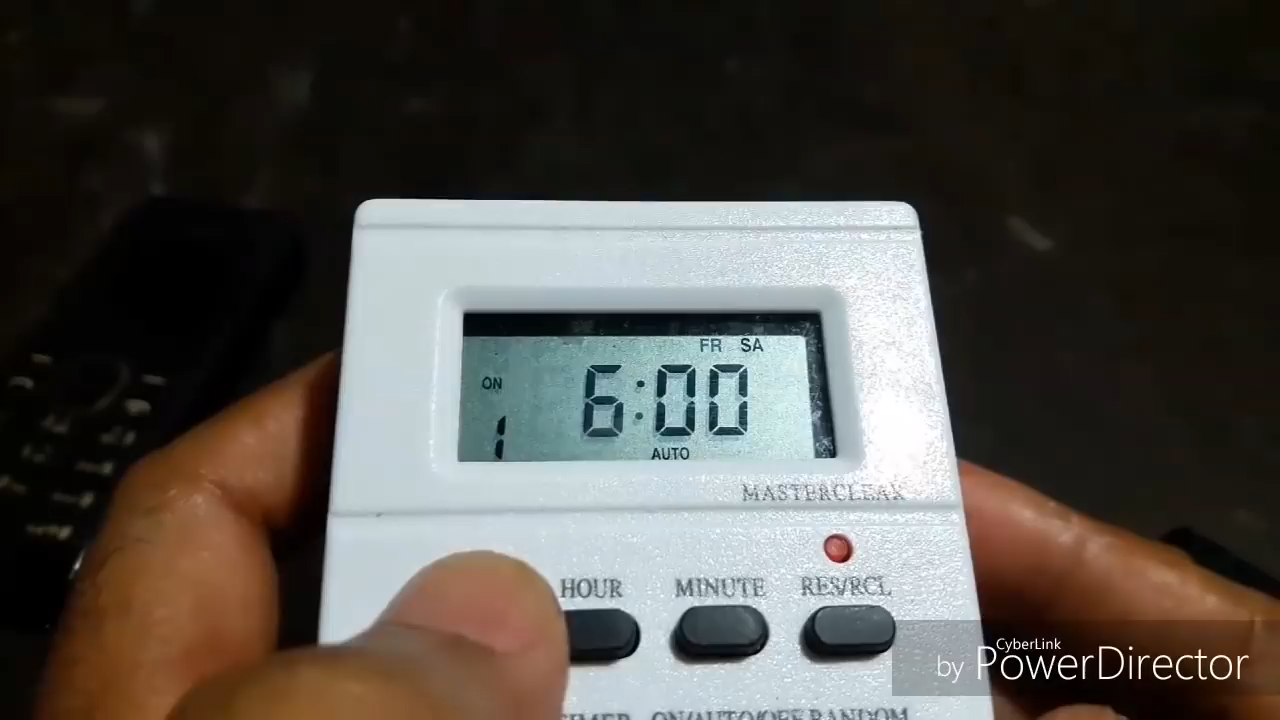 FR SA
ON
6:00
1
AUTO
MASTERCLEAR
HOUR MINUTE RES/RCL
CyberLink
by PowerDirector
TIMER ON/AUTO/OFF RANDOM